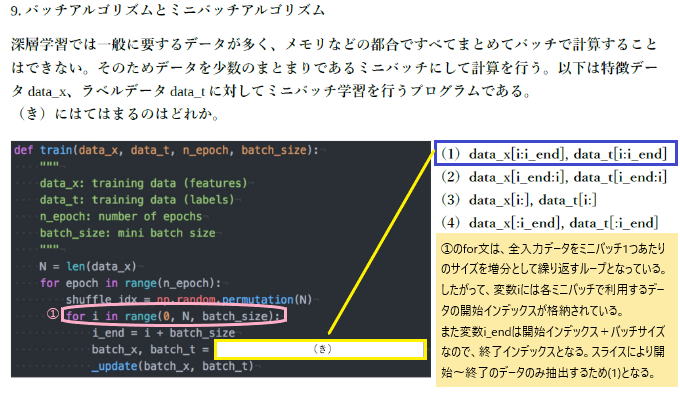 9. バッチアルゴリズムとミニバッチアルゴリズム
深層学習では一般に要するデータが多く、メモリなどの都合ですべてまとめてバッチで計算すること
はできない。そのためデータを少数のまとまりであるミニバッチにして計算を行う。以下は特徴デー
タ data_x、ラベルデータ data_t に対してミニバッチ学習を行うプログラムである。
（き）にはてはまるのはどれか。
def train(data_x, data_t, n_epoch, batch_size):
"""
data_x: training data (features)
data_t: training data (labels)
n_epoch: number of epochs
batch_size: mini batch size
"""
N = len(data_x)
for epoch in range(n_epoch):
shuffle_idx = np.random.permutation(N)
① for i in range(0, N, batch_size):
i_end = i + batch_size
batch_x, batch_t = （き）
_update(batch_x, batch_t)
（1）data_x[i:i_end], data_t[i:i_end]
（2）data_x[i_end:i], data_t[i_end:i]
（3）data_x[i:], data_t[i:]
（4）data_x[:i_end], data_t[:i_end]
①のfor文は、全入力データをミニバッチ1つあたり
のサイズを増分として繰り返すループとなっている。
したがって、変数iには各ミニバッチで利用するデー
タの開始インデックスが格納されている。
また変数i_endは開始インデックス＋バッチサイズ
なので、終了インデックスとなる。スライスにより開
始～終了のデータのみ抽出するため(1)となる。